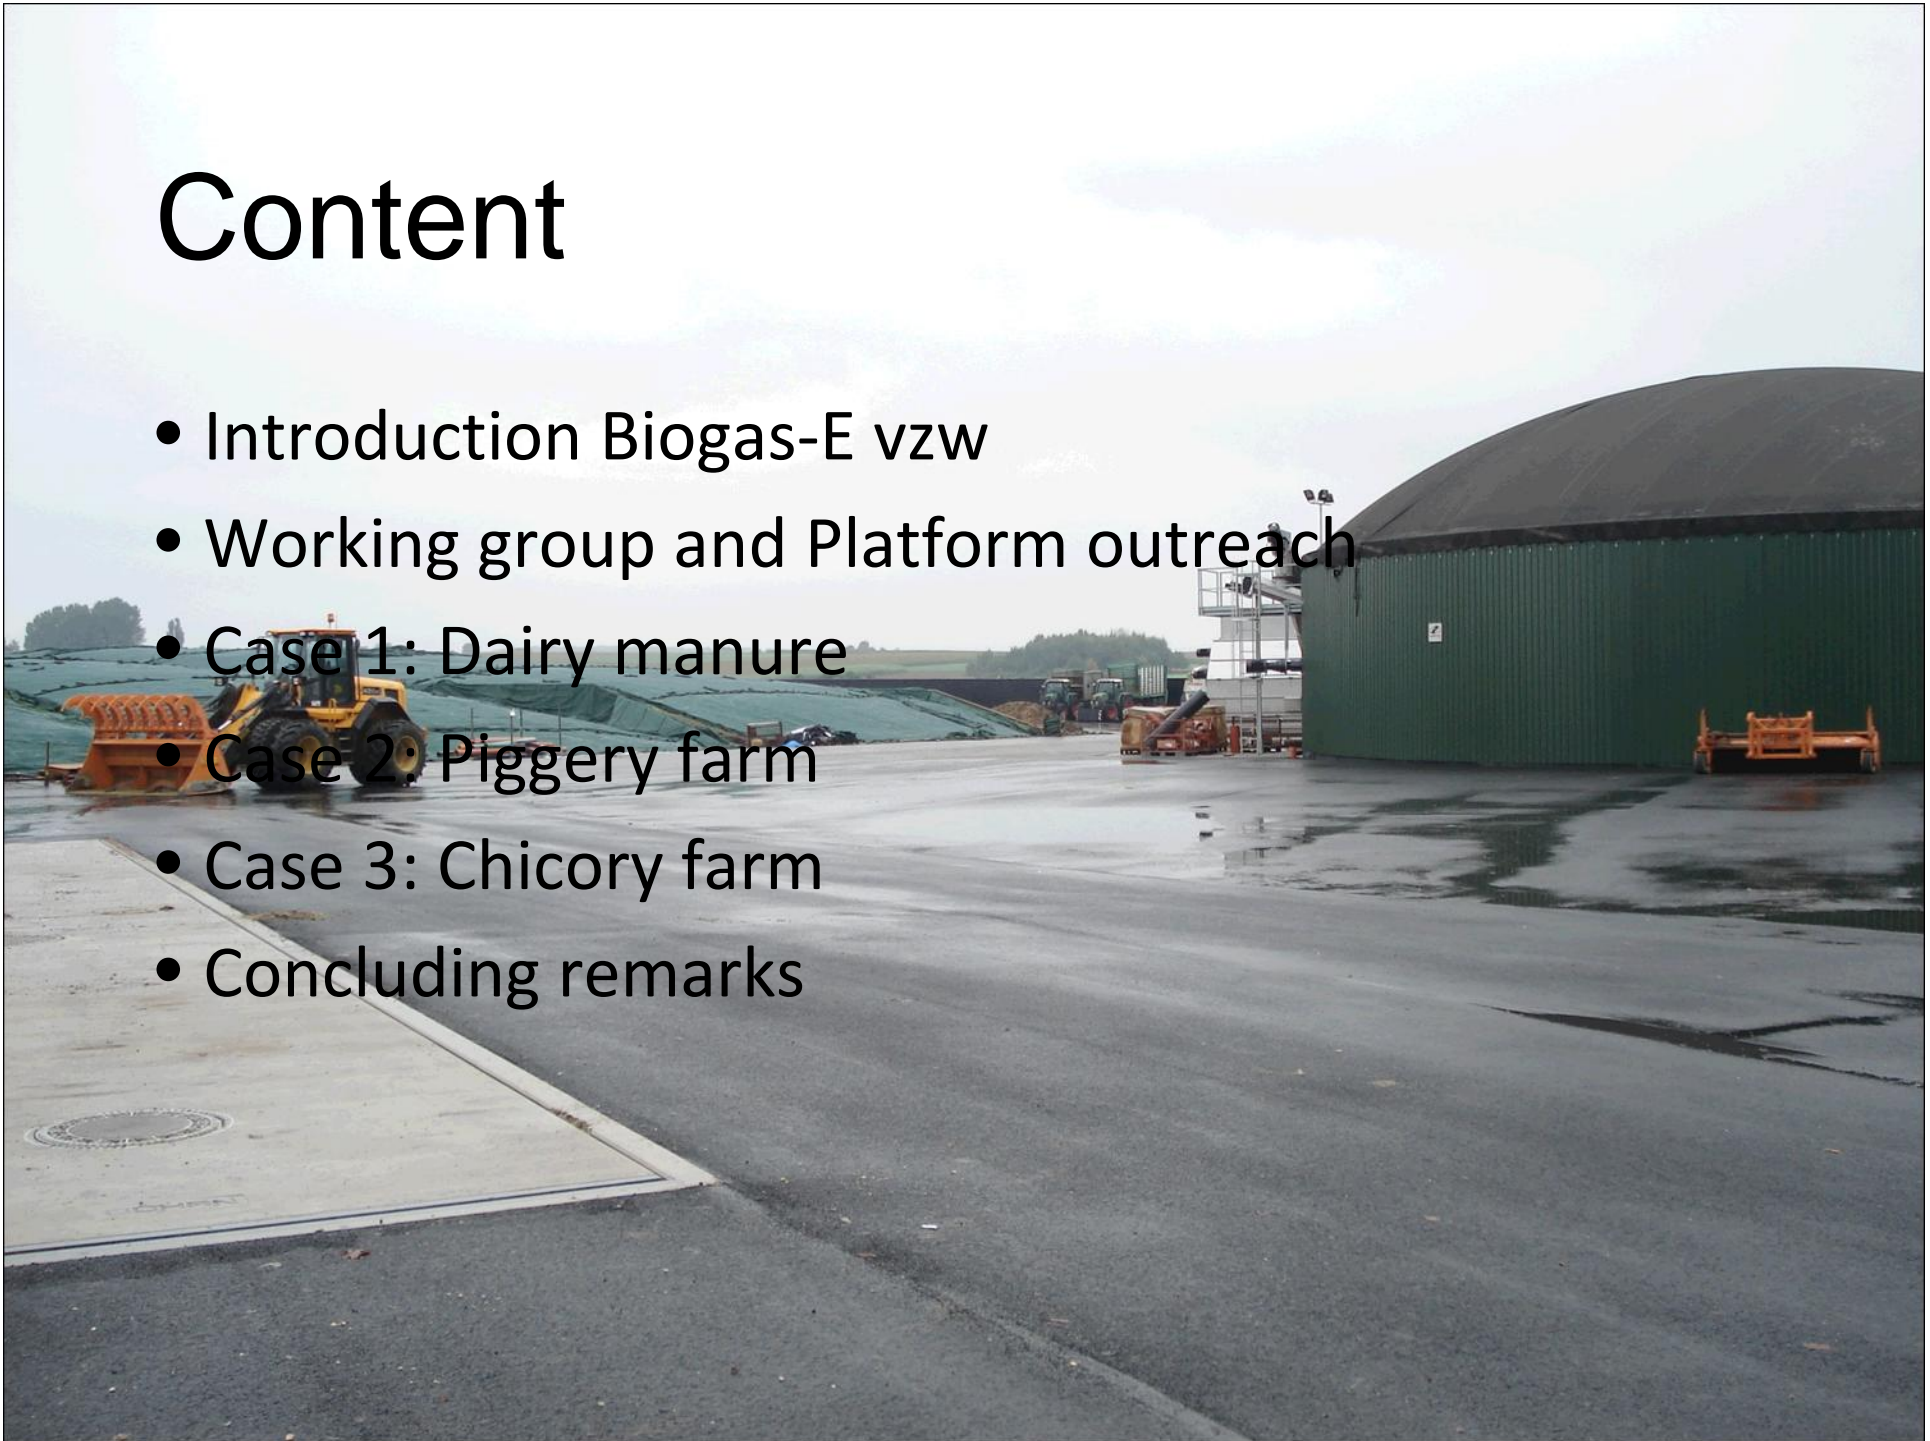 Content
• Introduction Biogas-E vzw
• Working group and Platform outreach
• Case 1: Dairy manure
• Case 2: Piggery farm
• Case 3: Chicory farm
• Concluding remarks